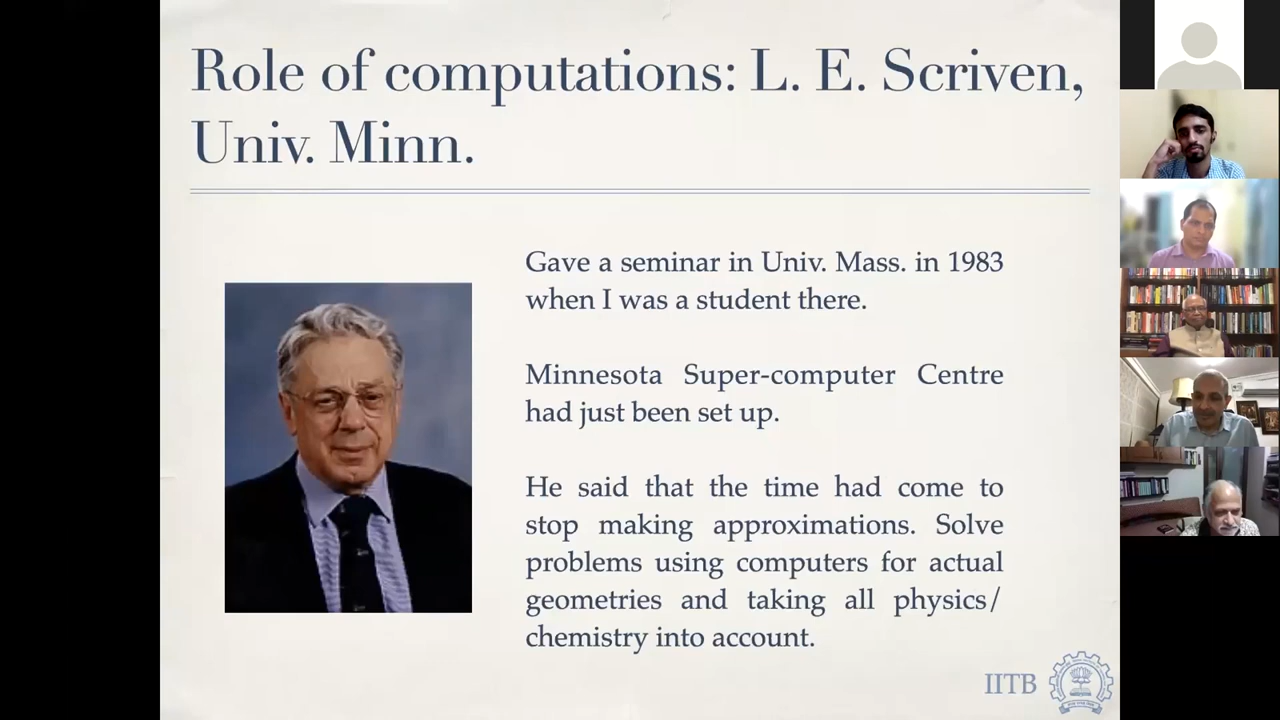 Role of computations: L. E. Scriven,
Univ. Minn.
Gave a seminar in Univ. Mass. in 1983
when I was a student there.
Minnesota Super-computer Centre
had just been set up.
He said that the time had come to
stop making approximations. Solve
problems using computers for actual
geometries and taking all physics/
chemistry into account.
IITB